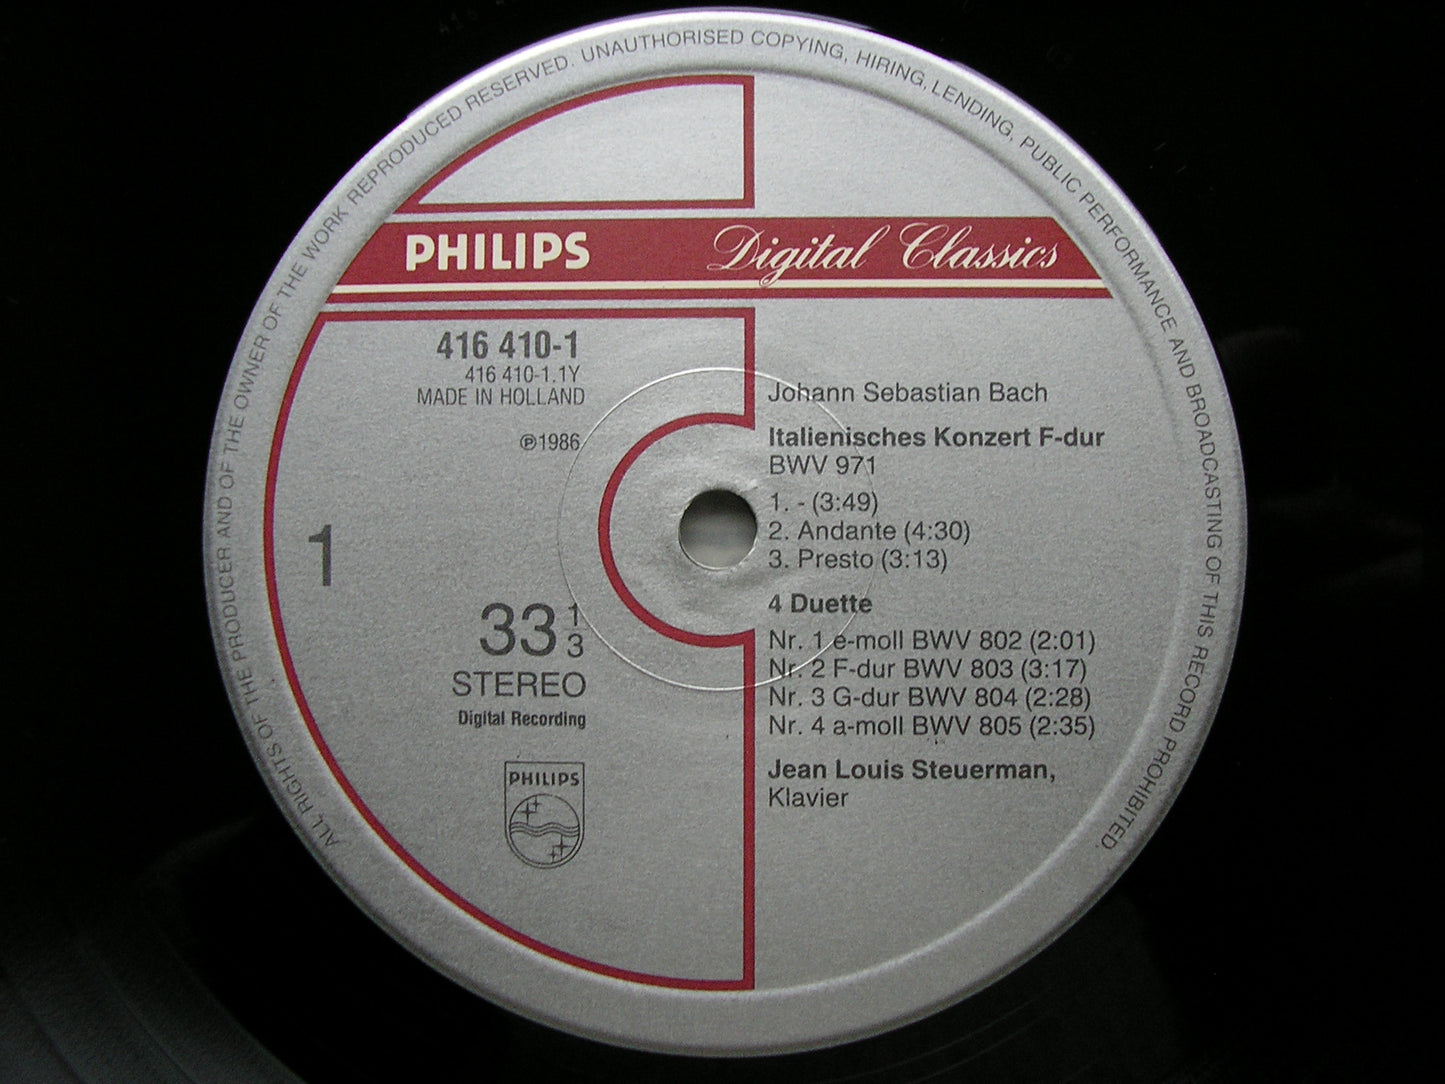 ALL RIGHTS OF THE PRODUCER AND OF THE OWNER OF THE WORK REPRODUCED RESERVED. UNAUTHORISED COPYING, HIRING, LENDING, PUBLIC PERFORMANCE AND BROADCASTING OF THIS RECORD PROHIBITED.
PHILIPS Digital Classics
416 410-1
416 410-1.1Y
MADE IN HOLLAND
℗1986
1
33 1/3
STEREO
Digital Recording
PHILIPS
Johann Sebastian Bach
Italienisches Konzert F-dur
BWV 971
1. - (3:49)
2. Andante (4:30)
3. Presto (3:13)
4 Duette
Nr. 1 e-moll BWV 802 (2:01)
Nr. 2 F-dur BWV 803 (3:17)
Nr. 3 G-dur BWV 804 (2:28)
Nr. 4 a-moll BWV 805 (2:35)
Jean Louis Steuerman,
Klavier